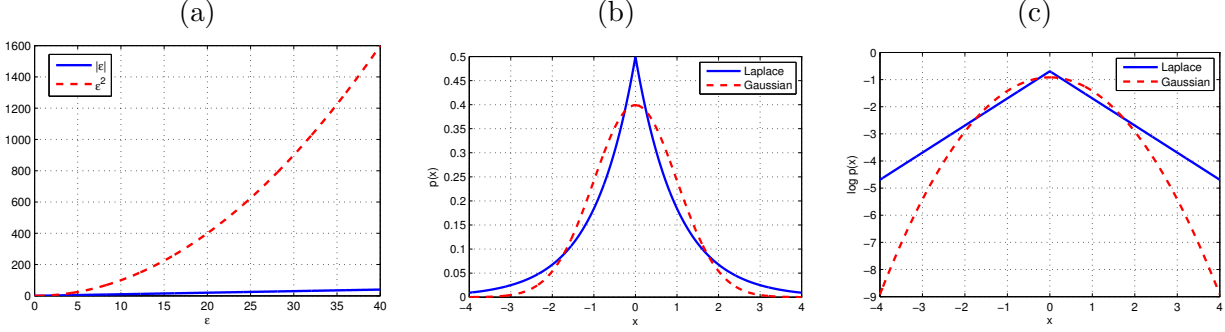 (a)
1600
1400
1200
1000
800
600
400
200
0
0 5 10 15 20 25 30 35 40
ε
|ε|
ε²
(b)
0.5
0.45
0.4
0.35
0.3
0.25
0.2
0.15
0.1
0.05
0
p(x)
−4 −3 −2 −1 0 1 2 3 4
x
Laplace
Gaussian
(c)
0
−1
−2
−3
−4
−5
−6
−7
−8
−9
log p(x)
−4 −3 −2 −1 0 1 2 3 4
x
Laplace
Gaussian